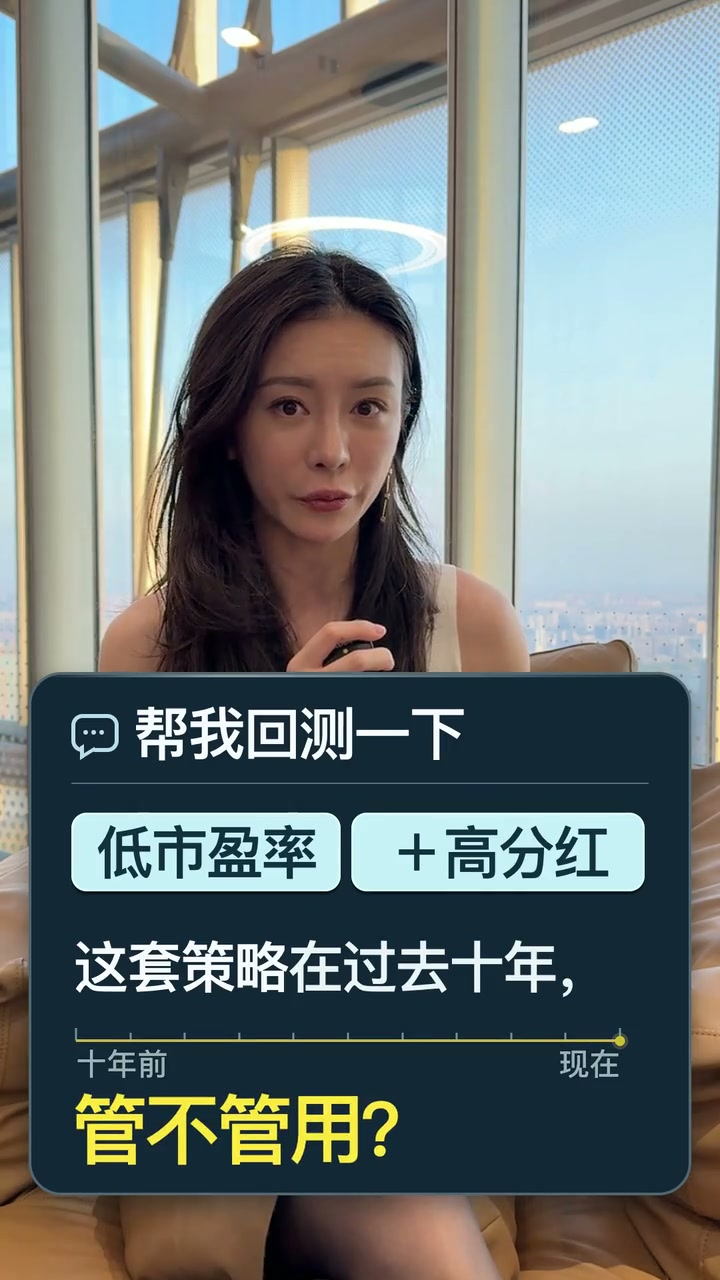 帮我回测一下
低市盈率 ＋高分红
这套策略在过去十年，
十年前 现在
管不管用？